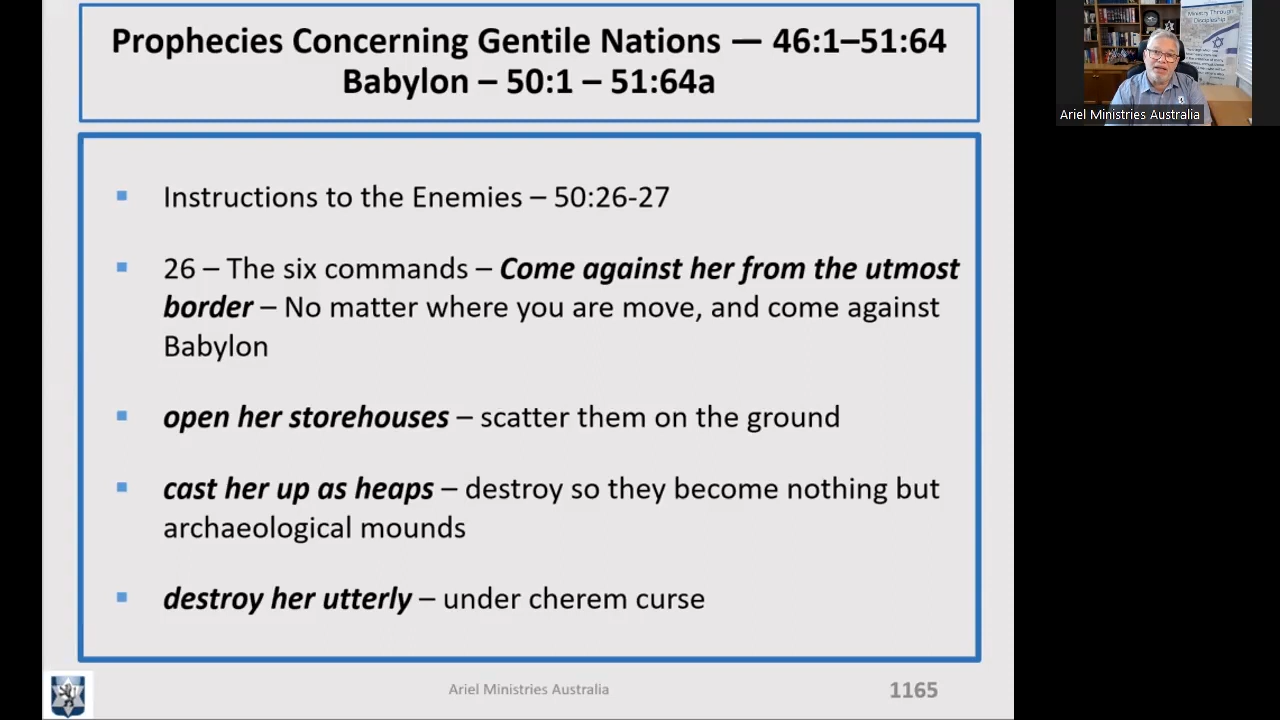 Prophecies Concerning Gentile Nations — 46:1–51:64
Babylon – 50:1 – 51:64a
Instructions to the Enemies – 50:26-27
26 – The six commands – Come against her from the utmost
border – No matter where you are move, and come against
Babylon
open her storehouses – scatter them on the ground
cast her up as heaps – destroy so they become nothing but
archaeological mounds
destroy her utterly – under cherem curse
Ariel Ministries Australia
1165
Ministry Through
Discipleship
Ariel Ministries Australia